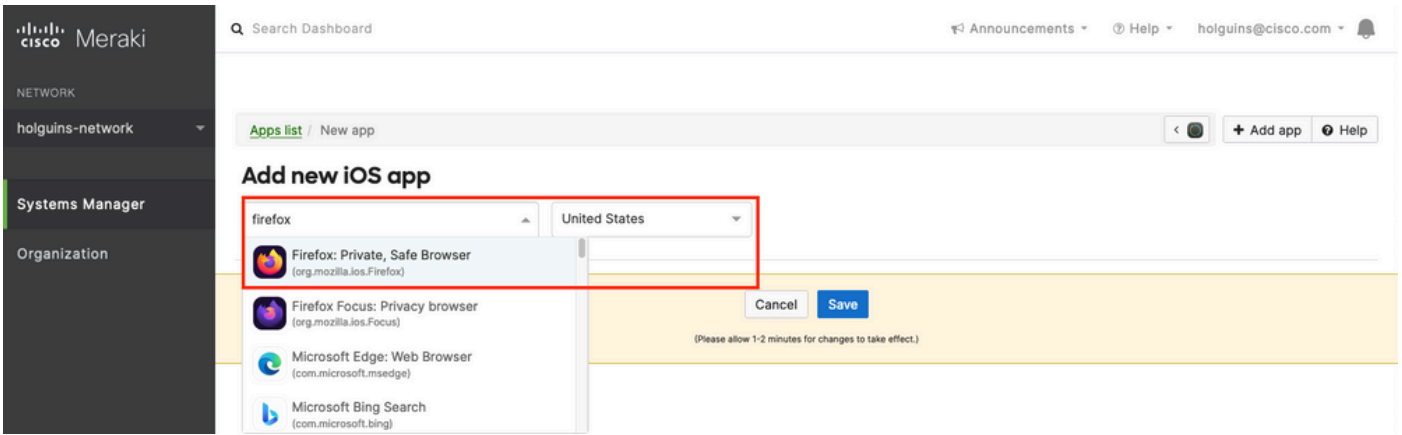 cisco Meraki
Search Dashboard
Announcements
Help
holguins@cisco.com
NETWORK
holguins-network
Apps list / New app
+ Add app
Help
Add new iOS app
Systems Manager
firefox
United States
Organization
Firefox: Private, Safe Browser
(org.mozilla.ios.Firefox)
Firefox Focus: Privacy browser
(org.mozilla.ios.Focus)
Cancel
Save
(Please allow 1-2 minutes for changes to take effect.)
Microsoft Edge: Web Browser
(com.microsoft.msedge)
Microsoft Bing Search
(com.microsoft.bing)